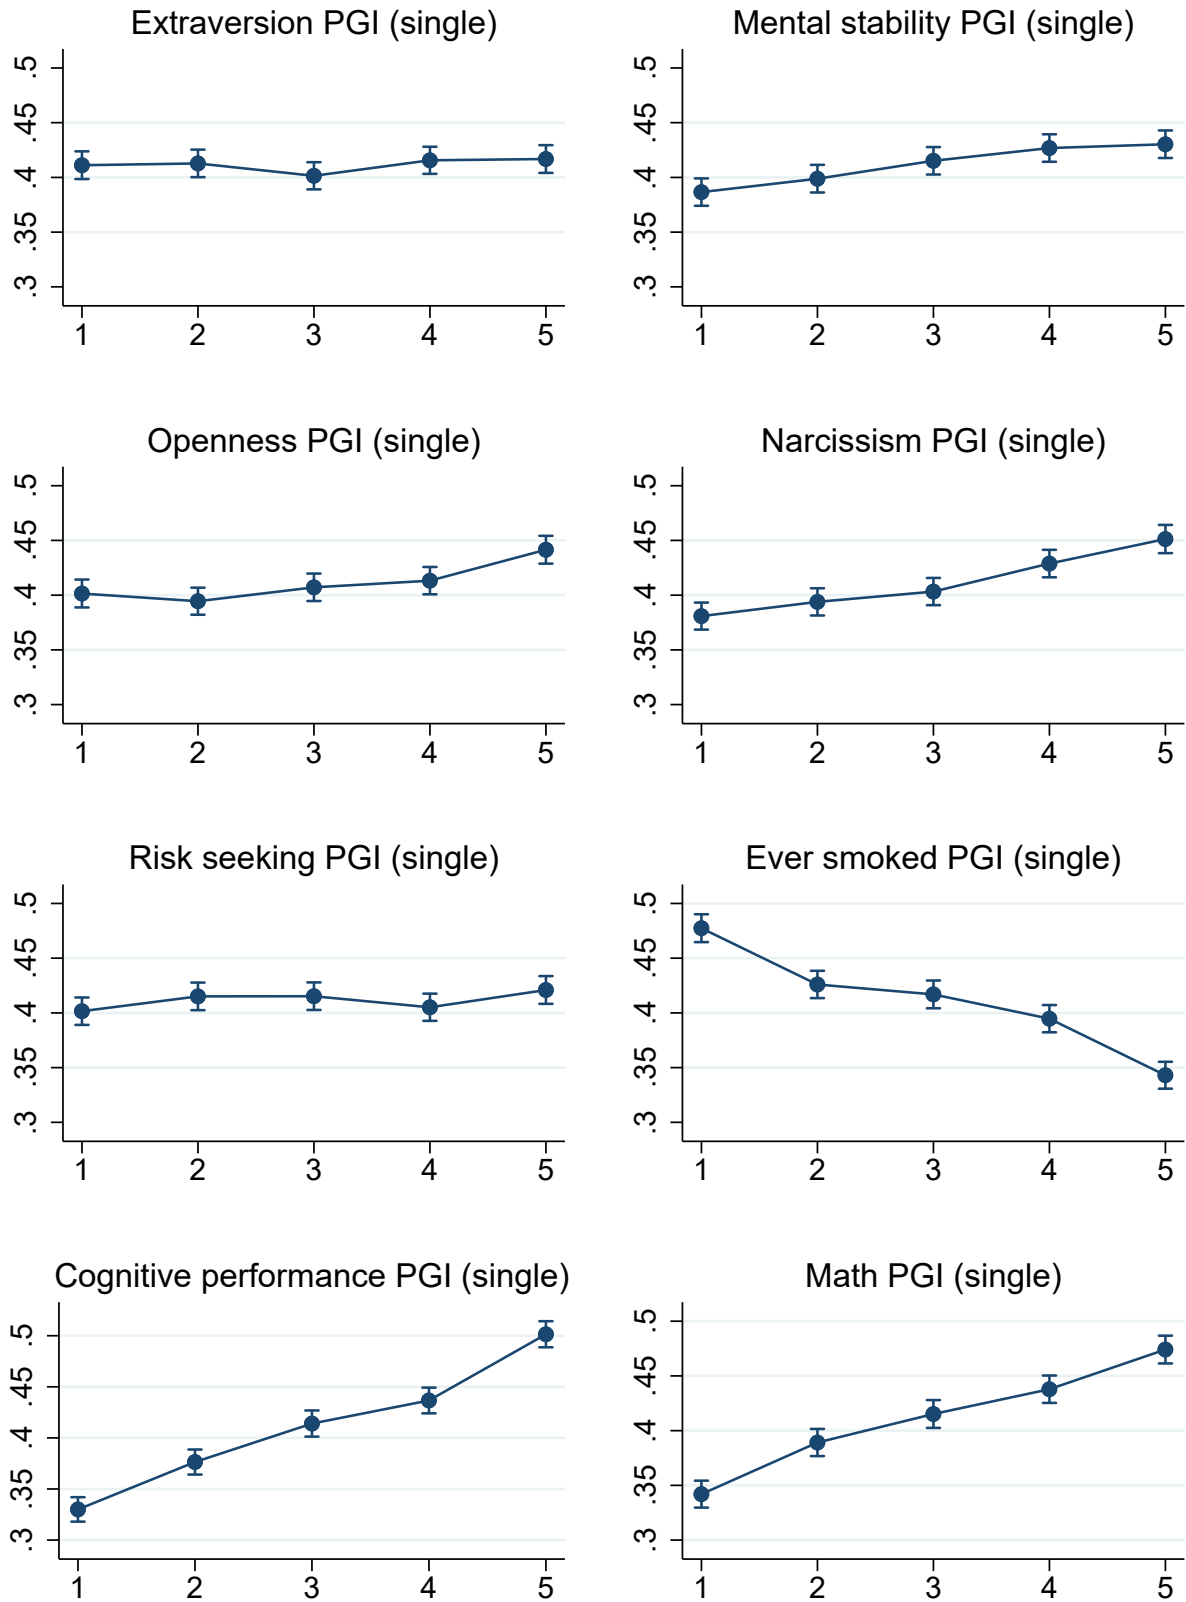 Extraversion PGI (single)
.5
.45
.4
.35
.3
1 2 3 4 5
Mental stability PGI (single)
.5
.45
.4
.35
.3
1 2 3 4 5
Openness PGI (single)
.5
.45
.4
.35
.3
1 2 3 4 5
Narcissism PGI (single)
.5
.45
.4
.35
.3
1 2 3 4 5
Risk seeking PGI (single)
.5
.45
.4
.35
.3
1 2 3 4 5
Ever smoked PGI (single)
.5
.45
.4
.35
.3
1 2 3 4 5
Cognitive performance PGI (single)
.5
.45
.4
.35
.3
1 2 3 4 5
Math PGI (single)
.5
.45
.4
.35
.3
1 2 3 4 5